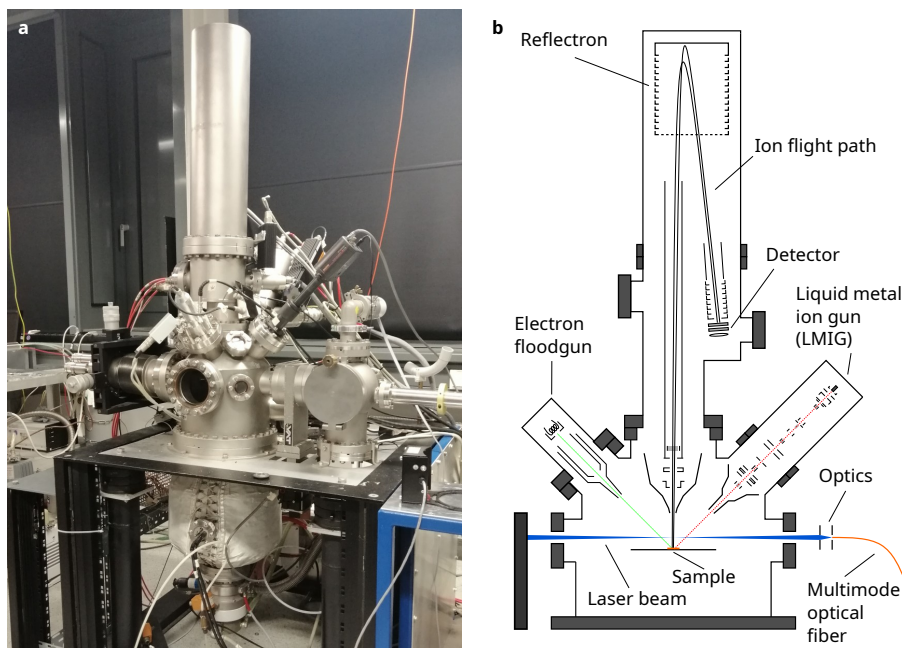 a
b
Reflectron
Ion flight path
Detector
Liquid metal
ion gun
(LMIG)
Electron
floodgun
Optics
Sample
Laser beam
Multimode
optical
fiber